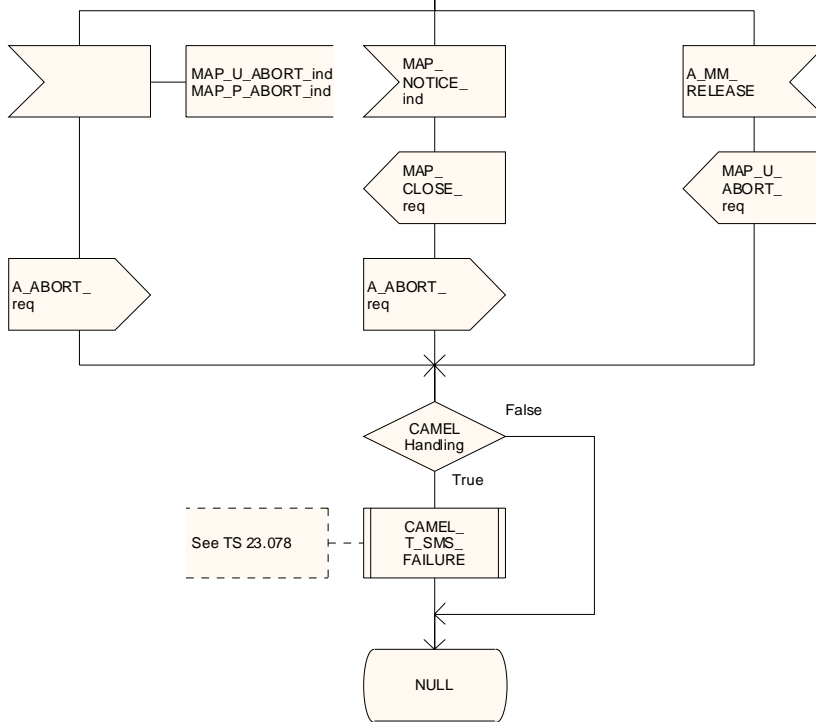 MAP_U_ABORT_ind
MAP_P_ABORT_ind
MAP_
NOTICE_
ind
A_MM_
RELEASE
MAP_
CLOSE_
req
MAP_U_
ABORT_
req
A_ABORT_
req
A_ABORT_
req
False
CAMEL
Handling
True
See TS 23.078
CAMEL_
T_SMS_
FAILURE
NULL